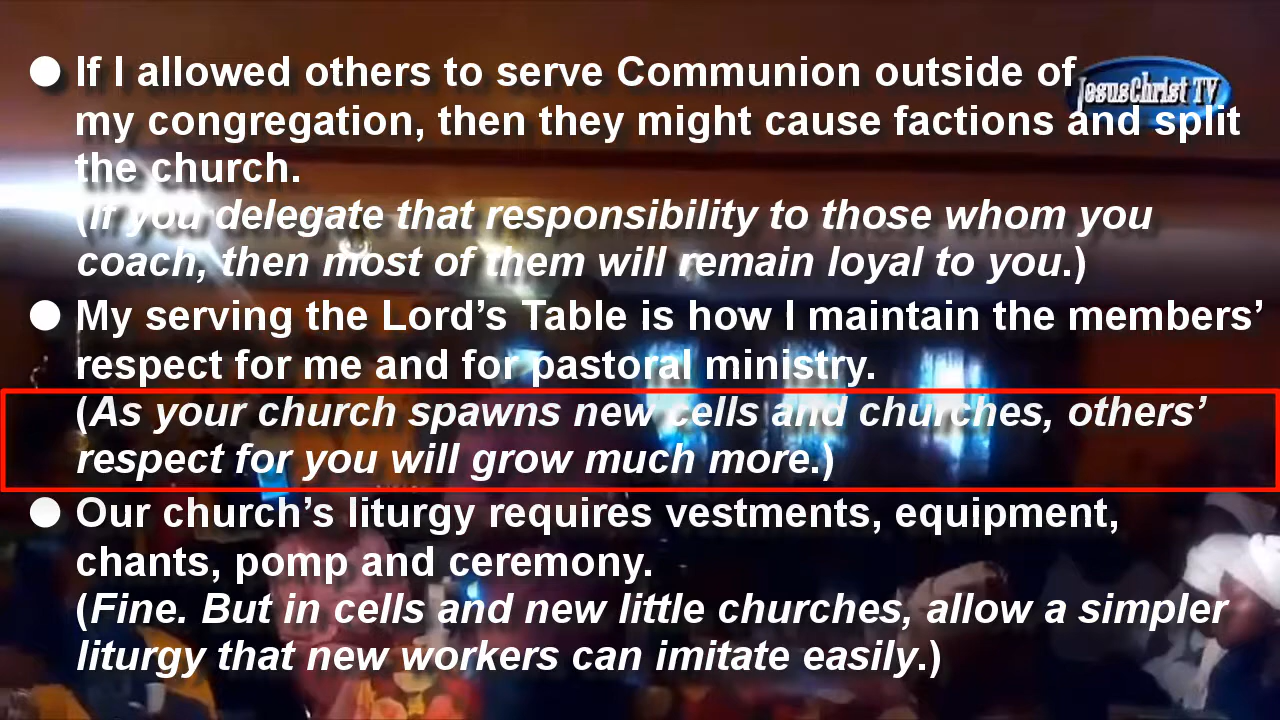 ● If I allowed others to serve Communion outside of
my congregation, then they might cause factions and split
the church.
(If you delegate that responsibility to those whom you
coach, then most of them will remain loyal to you.)
● My serving the Lord’s Table is how I maintain the members’
respect for me and for pastoral ministry.
(As your church spawns new cells and churches, others’
respect for you will grow much more.)
● Our church’s liturgy requires vestments, equipment,
chants, pomp and ceremony.
(Fine. But in cells and new little churches, allow a simpler
liturgy that new workers can imitate easily.)
JesusChrist TV